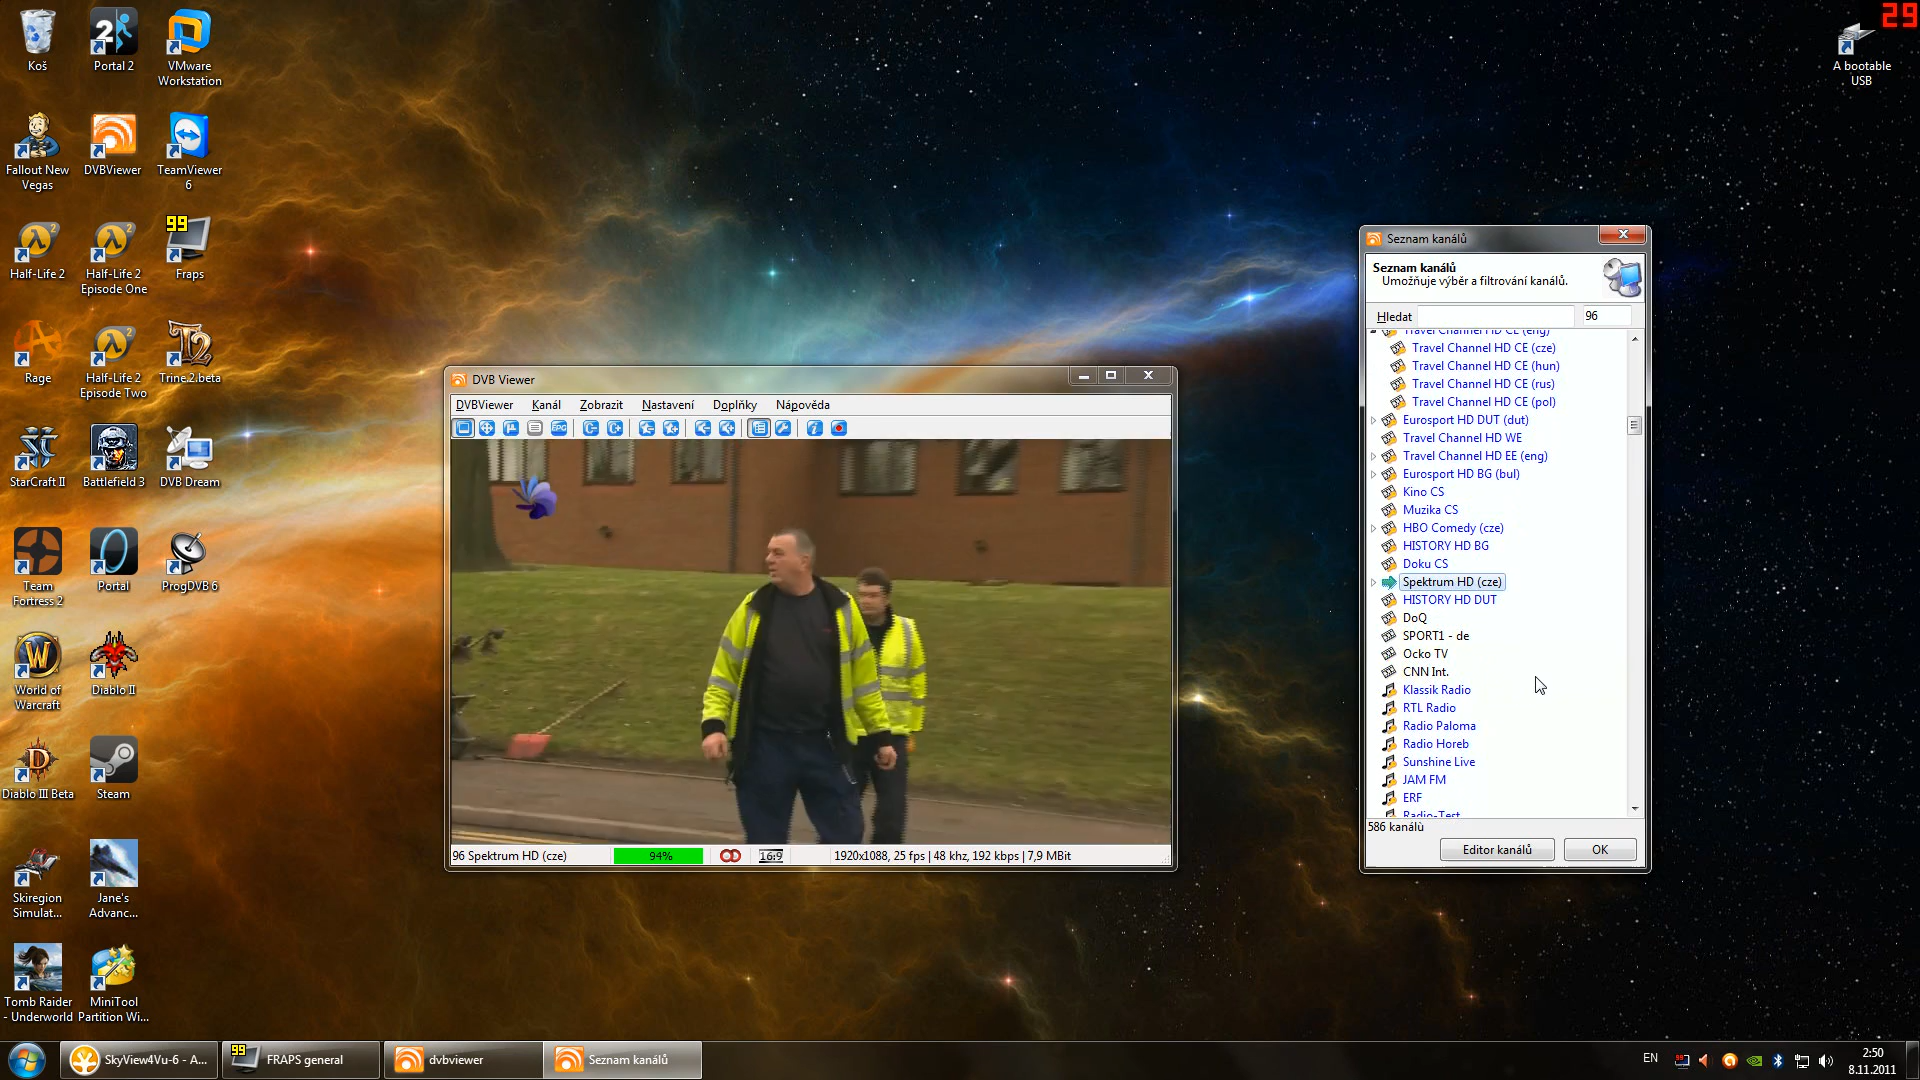 Koš
Portal 2
VMware
Workstation
29
A bootable
USB
Fallout New
Vegas
DVBViewer
TeamViewer
6
Half-Life 2
Half-Life 2
Episode One
99
Fraps
Rage
Half-Life 2
Episode Two
Trine.2.beta
StarCraft II
Battlefield 3
DVB Dream
Team
Fortress 2
Portal
ProgDVB 6
World of
Warcraft
Diablo II
Diablo III Beta
Steam
Skiregion
Simulat...
Jane's
Advanc...
Tomb Raider
- Underworld
MiniTool
Partition Wi...
DVB Viewer
DVBViewer Kanál Zobrazit Nastavení Doplňky Nápověda
EPG
96 Spektrum HD (cze) 94% 16:9 1920x1088, 25 fps | 48 khz, 192 kbps | 7,9 MBit
Seznam kanálů
Seznam kanálů
Umožňuje výběr a filtrování kanálů.
Hledat 96
Travel Channel HD CE (eng)
Travel Channel HD CE (cze)
Travel Channel HD CE (hun)
Travel Channel HD CE (rus)
Travel Channel HD CE (pol)
Eurosport HD DUT (dut)
Travel Channel HD WE
Travel Channel HD EE (eng)
Eurosport HD BG (bul)
Kino CS
Muzika CS
HBO Comedy (cze)
HISTORY HD BG
Doku CS
Spektrum HD (cze)
HISTORY HD DUT
DoQ
SPORT1 - de
Ocko TV
CNN Int.
Klassik Radio
RTL Radio
Radio Paloma
Radio Horeb
Sunshine Live
JAM FM
ERF
Radio-Test
586 kanálů
Editor kanálů OK
SkyView4Vu-6 - A... 99 FRAPS general dvbviewer Seznam kanálů EN 2:50
8.11.2011